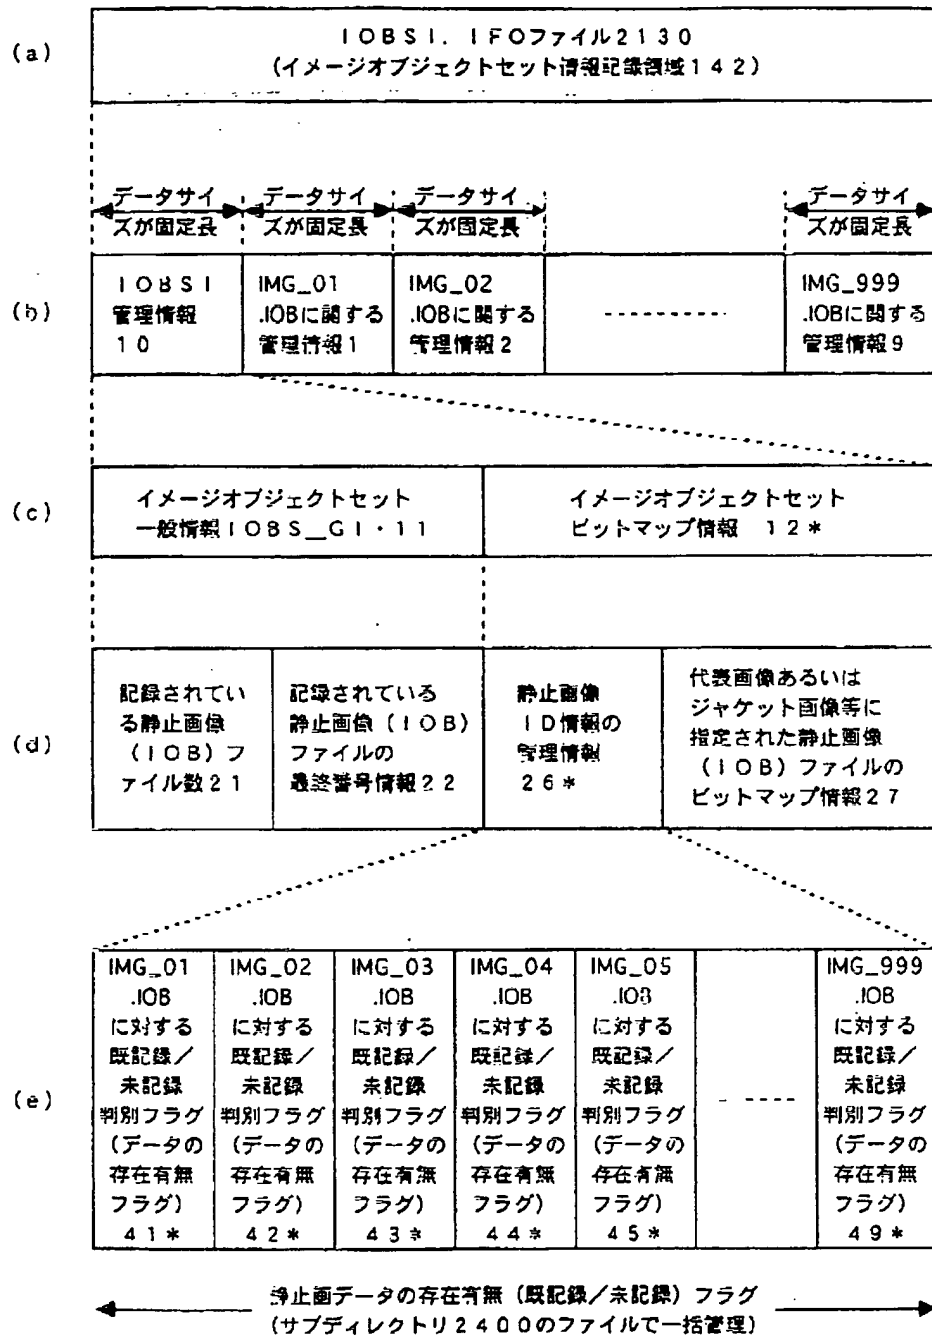 (a)
IOBSI. IFOファイル2130
(イメージオブジェクトセット情報記録領域142)
データサイ
ズが固定長
データサイ
ズが固定長
データサイ
ズが固定長
データサイ
ズが固定長
(b)
IOBSI
管理情報
10
IMG_01
.IOBに関する
管理情報1
IMG_02
.IOBに関する
管理情報2
IMG_999
.IOBに関する
管理情報9
(c)
イメージオブジェクトセット
一般情報IOBS_GI・11
イメージオブジェクトセット
ビットマップ情報 12*
(d)
記録されてい
る静止画像
(IOB)フ
ァイル数21
記録されている
静止画像(IOB)
ファイルの
最終番号情報22
静止画像
ID情報の
管理情報
26*
代表画像あるいは
ジャケット画像等に
指定された静止画像
(IOB)ファイルの
ビットマップ情報27
(e)
IMG_01
.IOB
に対する
既記録/
未記録
判別フラグ
(データの
存在有無
フラグ)
41*
IMG_02
.IOB
に対する
既記録/
未記録
判別フラグ
(データの
存在有無
フラグ)
42*
IMG_03
.IOB
に対する
既記録/
未記録
判別フラグ
(データの
存在有無
フラグ)
43*
IMG_04
.IOB
に対する
既記録/
未記録
判別フラグ
(データの
存在有無
フラグ)
44*
IMG_05
.IOB
に対する
既記録/
未記録
判別フラグ
(データの
存在有無
フラグ)
45*
IMG_999
.IOB
に対する
既記録/
未記録
判別フラグ
(データの
存在有無
フラグ)
49*
静止画データの存在有無(既記録/未記録)フラグ
(サブディレクトリ2400のファイルで一括管理)